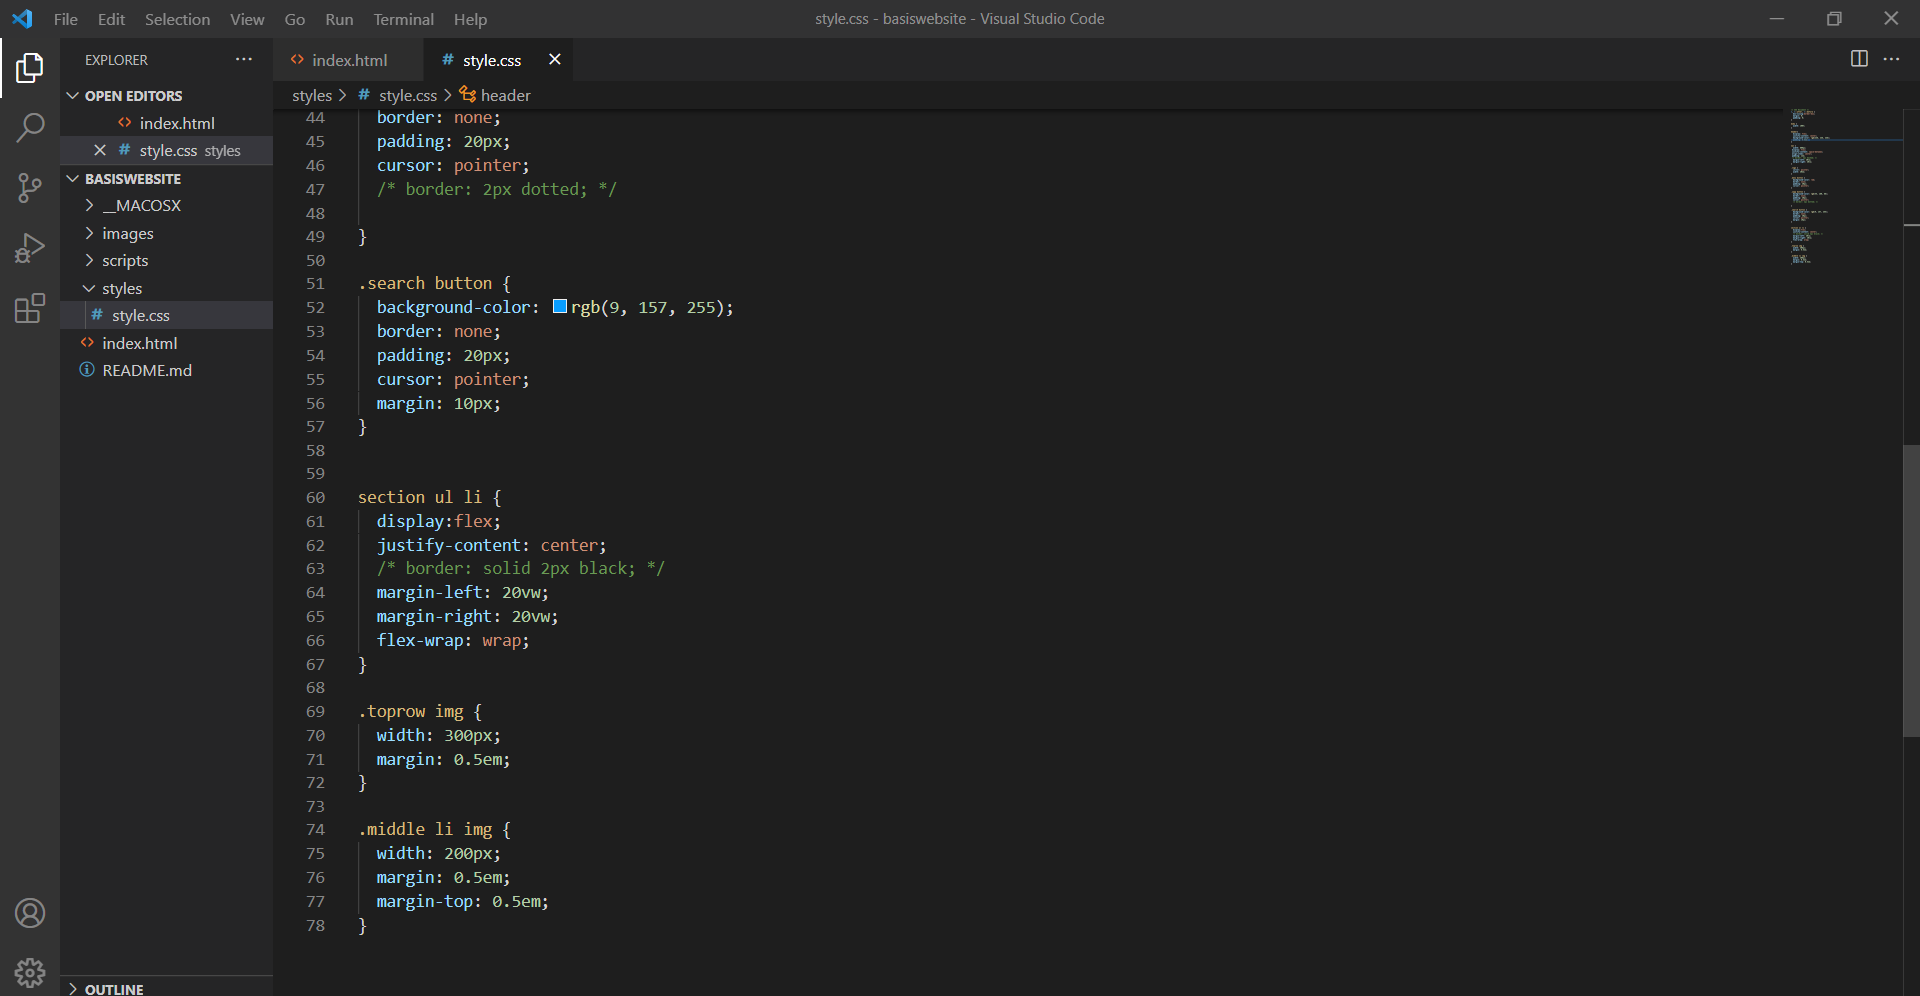 File Edit Selection View Go Run Terminal Help
style.css - basiswebsite - Visual Studio Code
EXPLORER
OPEN EDITORS
index.html
style.css styles
BASISWEBSITE
__MACOSX
images
scripts
styles
style.css
index.html
README.md
OUTLINE
index.html
style.css
styles > style.css > header
44 border: none;
45 padding: 20px;
46 cursor: pointer;
47 /* border: 2px dotted; */
48
49 }
50
51 .search button {
52 background-color: rgb(9, 157, 255);
53 border: none;
54 padding: 20px;
55 cursor: pointer;
56 margin: 10px;
57 }
58
59
60 section ul li {
61 display:flex;
62 justify-content: center;
63 /* border: solid 2px black; */
64 margin-left: 20vw;
65 margin-right: 20vw;
66 flex-wrap: wrap;
67 }
68
69 .toprow img {
70 width: 300px;
71 margin: 0.5em;
72 }
73
74 .middle li img {
75 width: 200px;
76 margin: 0.5em;
77 margin-top: 0.5em;
78 }